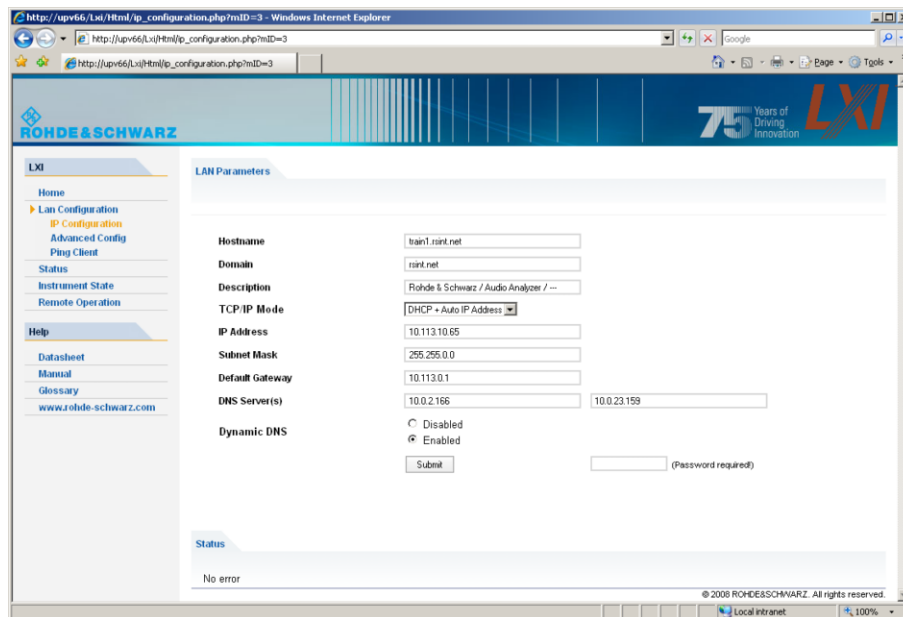 http://upv66/Lxi/Html/ip_configuration.php?mID=3 - Windows Internet Explorer
http://upv66/Lxi/Html/ip_configuration.php?mID=3
Google
http://upv66/Lxi/Html/ip_configuration.php?mID=3
Page
Tools
ROHDE&SCHWARZ
75 Years of
Driving
Innovation
LXI
LXI
Home
Lan Configuration
IP Configuration
Advanced Config
Ping Client
Status
Instrument State
Remote Operation
Help
Datasheet
Manual
Glossary
www.rohde-schwarz.com
LAN Parameters
Hostname train1.rsint.net
Domain rsint.net
Description Rohde & Schwarz / Audio Analyzer / ---
TCP/IP Mode DHCP + Auto IP Address
IP Address 10.113.10.65
Subnet Mask 255.255.0.0
Default Gateway 10.113.0.1
DNS Server(s) 10.0.2.166 10.0.23.159
Dynamic DNS
Disabled
Enabled
Submit (Password required!)
Status
No error
© 2008 ROHDE&SCHWARZ. All rights reserved.
Local intranet 100%